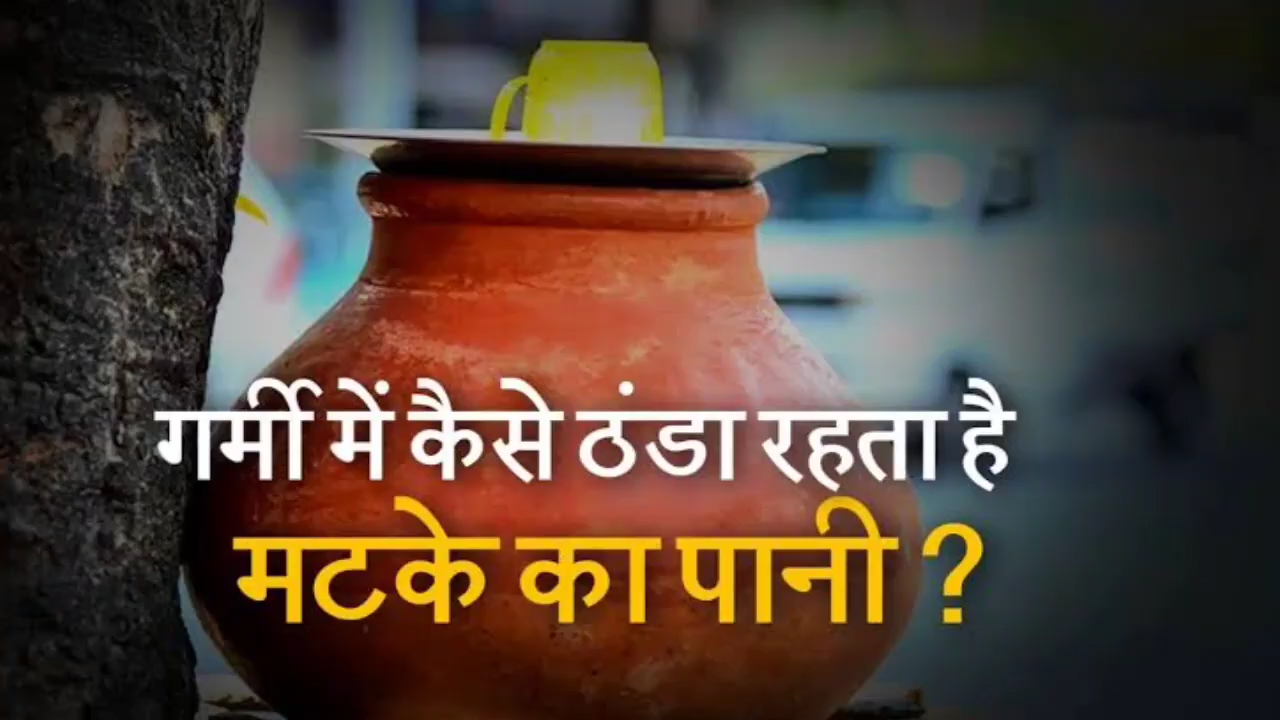 गर्मी में कैसे ठंडा रहता है
मटके का पानी ?